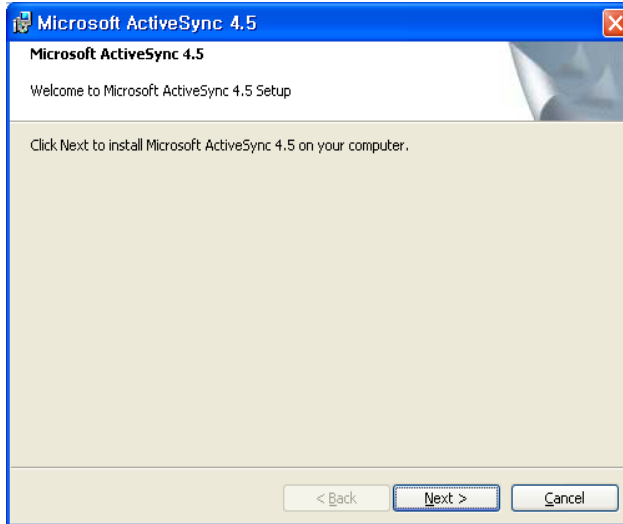 Microsoft ActiveSync 4.5
Microsoft ActiveSync 4.5
Welcome to Microsoft ActiveSync 4.5 Setup
Click Next to install Microsoft ActiveSync 4.5 on your computer.
< Back Next > Cancel